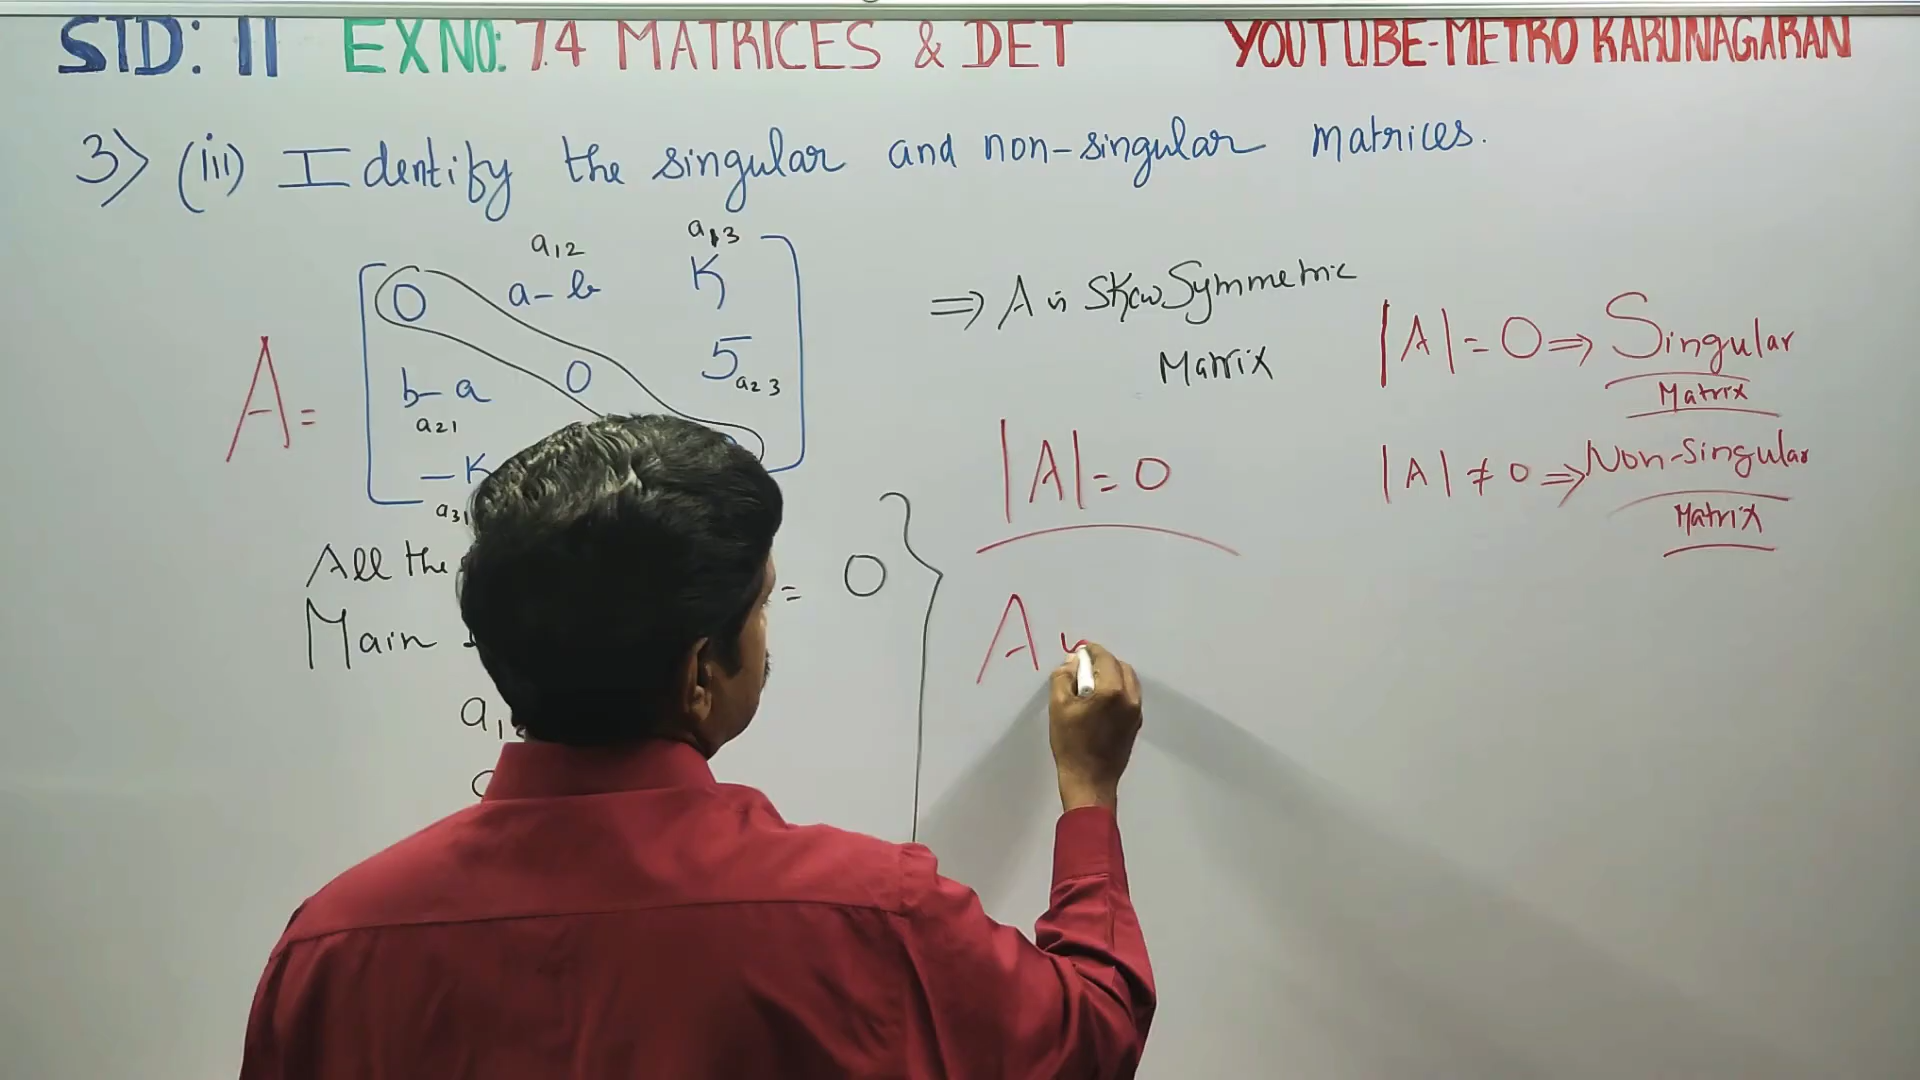 STD: 11 EX NO: 7.4 MATRICES & DET YOUTUBE-METRO KARUNAGARAN
3) (iii) Identify the singular and non-singular matrices.
a12 a13
0 a-b K
A= b-a 0 5
a21 a23
-K
a31
All the
Main
= 0
a1
⇒ A is Skew Symmetric
Matrix
|A|=0
A is
|A|=0⇒ Singular
Matrix
|A| ≠ 0 ⇒ Non-Singular
Matrix